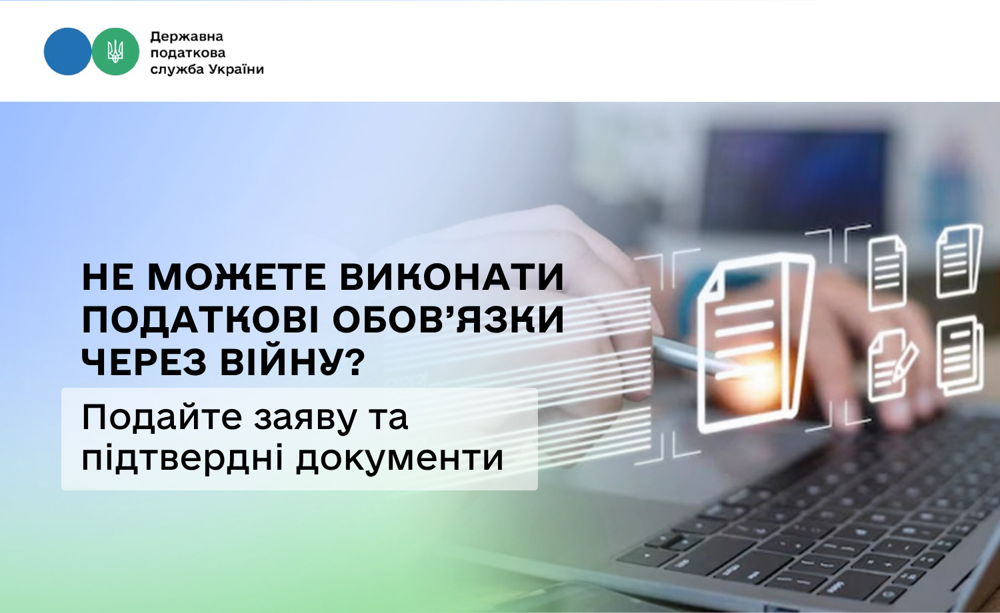 Державна
податкова
служба України
НЕ МОЖЕТЕ ВИКОНАТИ
ПОДАТКОВІ ОБОВ’ЯЗКИ
ЧЕРЕЗ ВІЙНУ?
Подайте заяву та
підтвердні документи